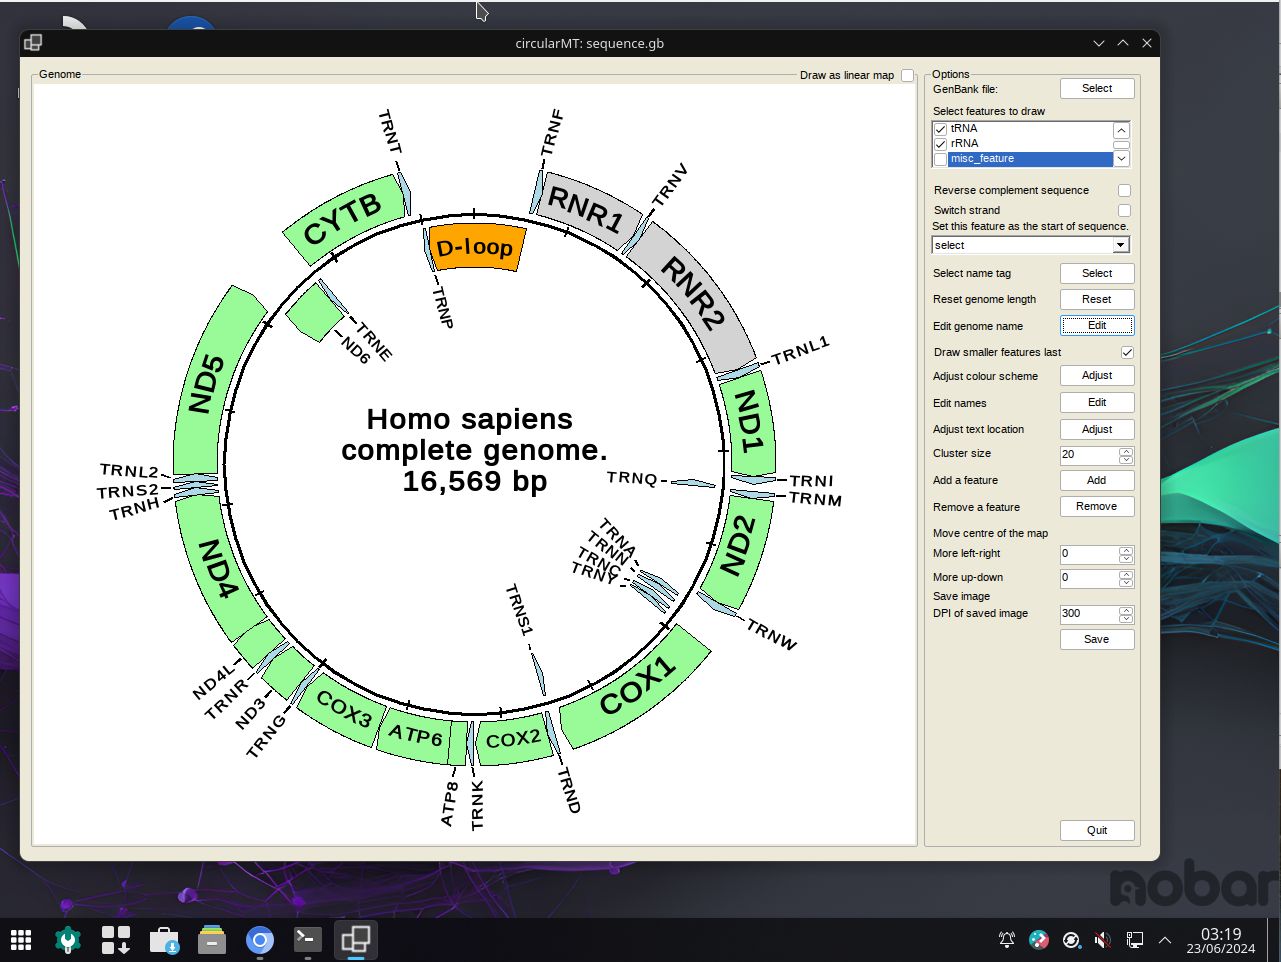 circularMT: sequence.gb
Genome
Draw as linear map
TRNT
TRNF
TRNV
CYTB
RNR1
D-loop
RNR2
TRNP
TRNE
ND6
TRNL1
ND5
ND1
Homo sapiens
complete genome.
16,569 bp
TRNL2
TRNS2
TRNH
TRNQ
TRNI
TRNM
ND2
ND4
TRNA
TRNN
TRNC
TRNY
TRNS1
TRNW
ND4L
TRNR
ND3
TRNG
COX1
COX3
ATP6
COX2
ATP8
TRNK
TRND
Options
GenBank file:
Select
Select features to draw
tRNA
rRNA
misc_feature
Reverse complement sequence
Switch strand
Set this feature as the start of sequence.
select
Select name tag
Select
Reset genome length
Reset
Edit genome name
Edit
Draw smaller features last
Adjust colour scheme
Adjust
Edit names
Edit
Adjust text location
Adjust
Cluster size
20
Add a feature
Add
Remove a feature
Remove
Move centre of the map
More left-right
0
More up-down
0
Save image
DPI of saved image
300
Save
Quit
nobar
03:19
23/06/2024